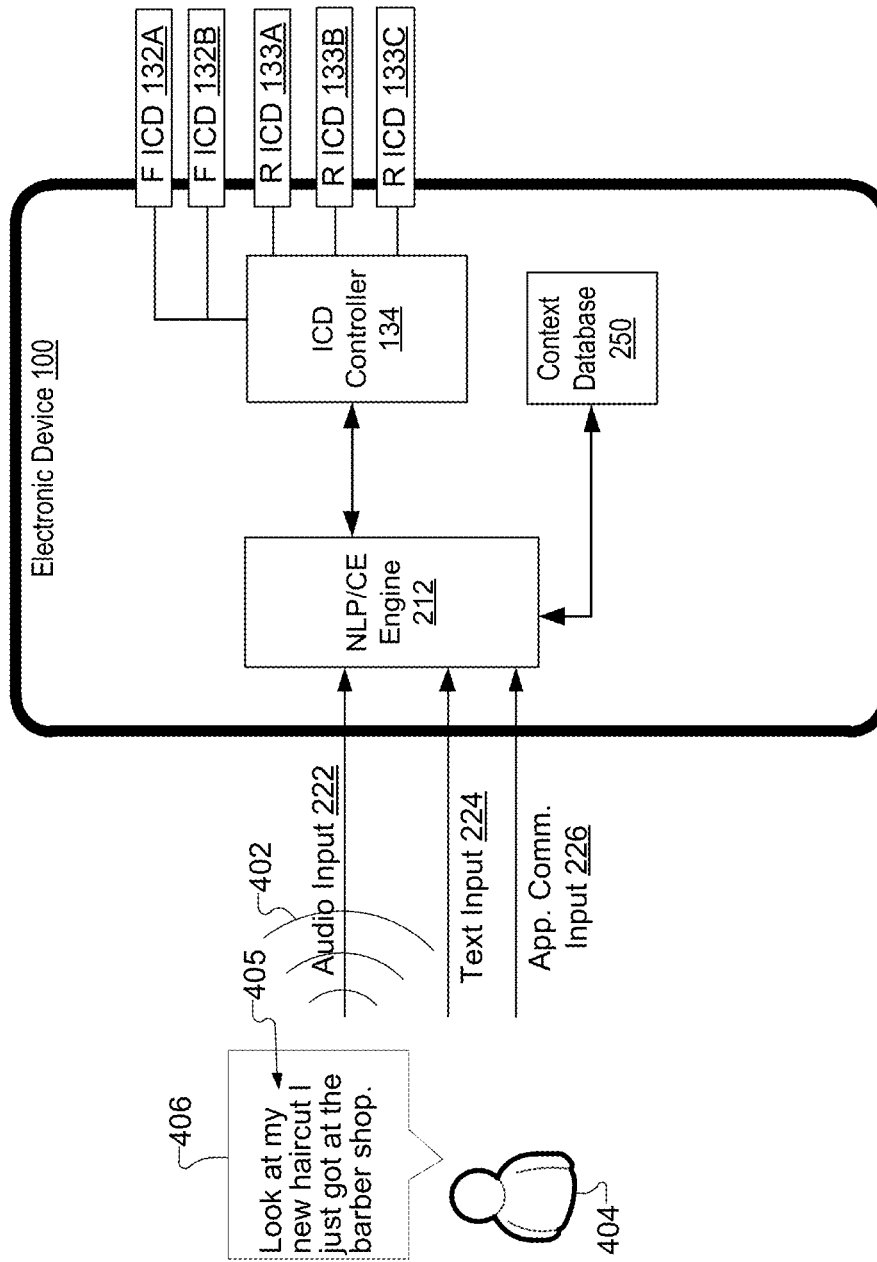 Electronic Device 100
F ICD 132A
F ICD 132B
R ICD 133A
R ICD 133B
R ICD 133C
ICD
Controller
134
Context
Database
250
NLP/CE
Engine
212
402
Audio Input 222
Text Input 224
App. Comm.
Input 226
406
405
Look at my
new haircut I
just got at the
barber shop.
404